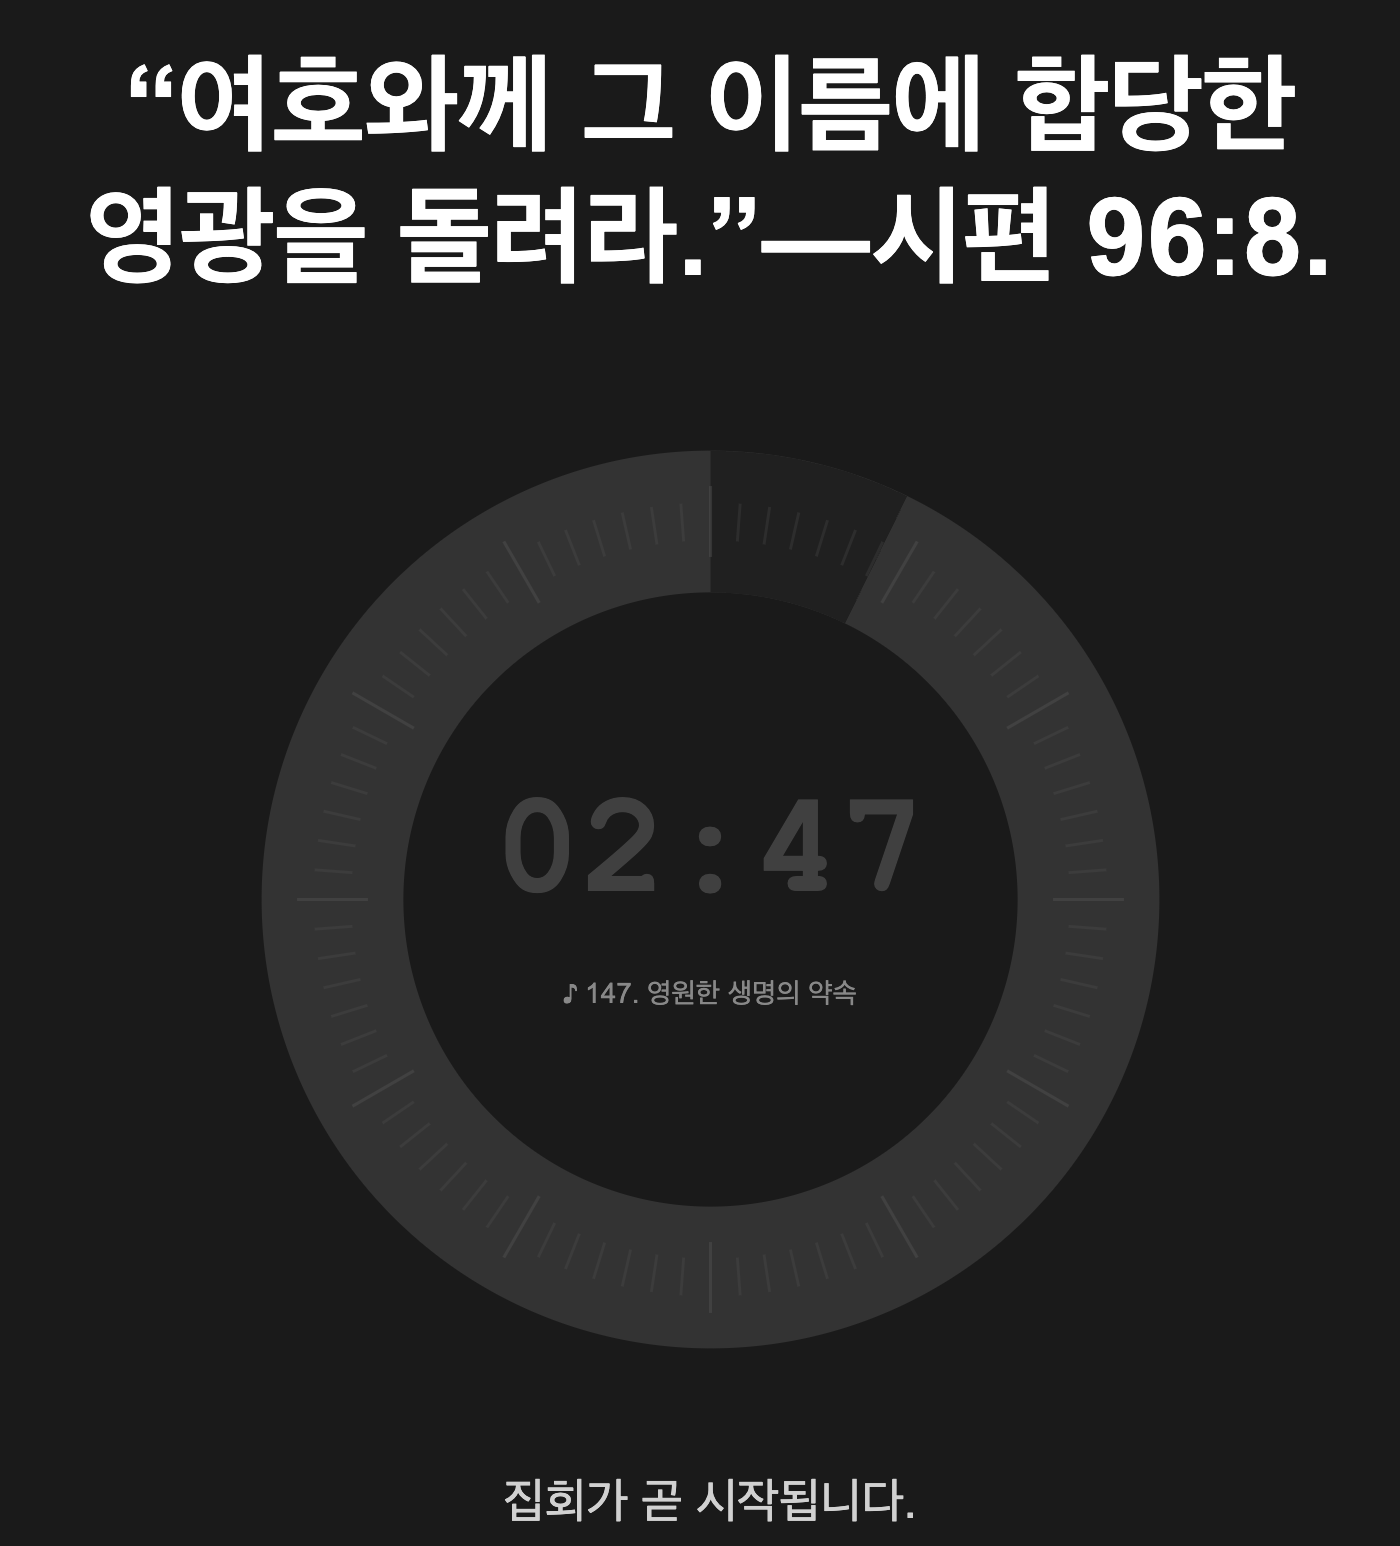 “여호와께 그 이름에 합당한
영광을 돌려라.”—시편 96:8.
02:47
♪ 147. 영원한 생명의 약속
집회가 곧 시작됩니다.